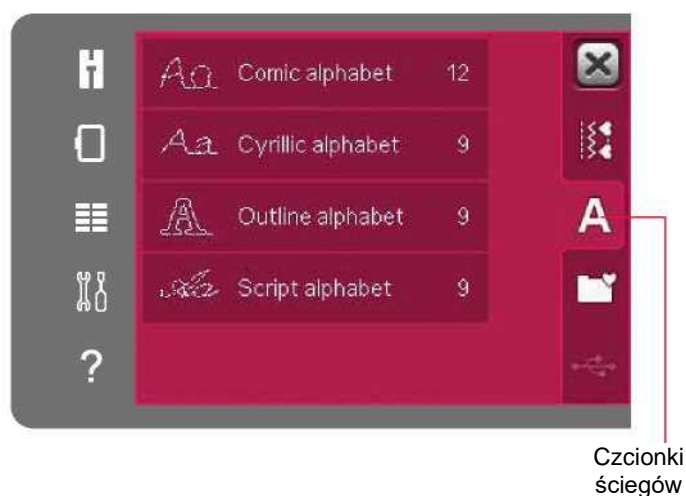 Comic alphabet 12
Cyrillic alphabet 9
Outline alphabet 9
Script alphabet 9
A
?
Czcionki
ściegów